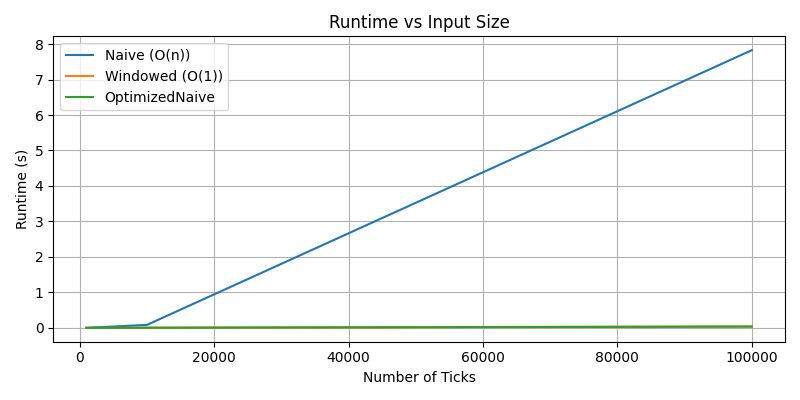 Runtime vs Input Size
Naive (O(n))
Windowed (O(1))
OptimizedNaive
Runtime (s)
8
7
6
5
4
3
2
1
0
0 20000 40000 60000 80000 100000
Number of Ticks